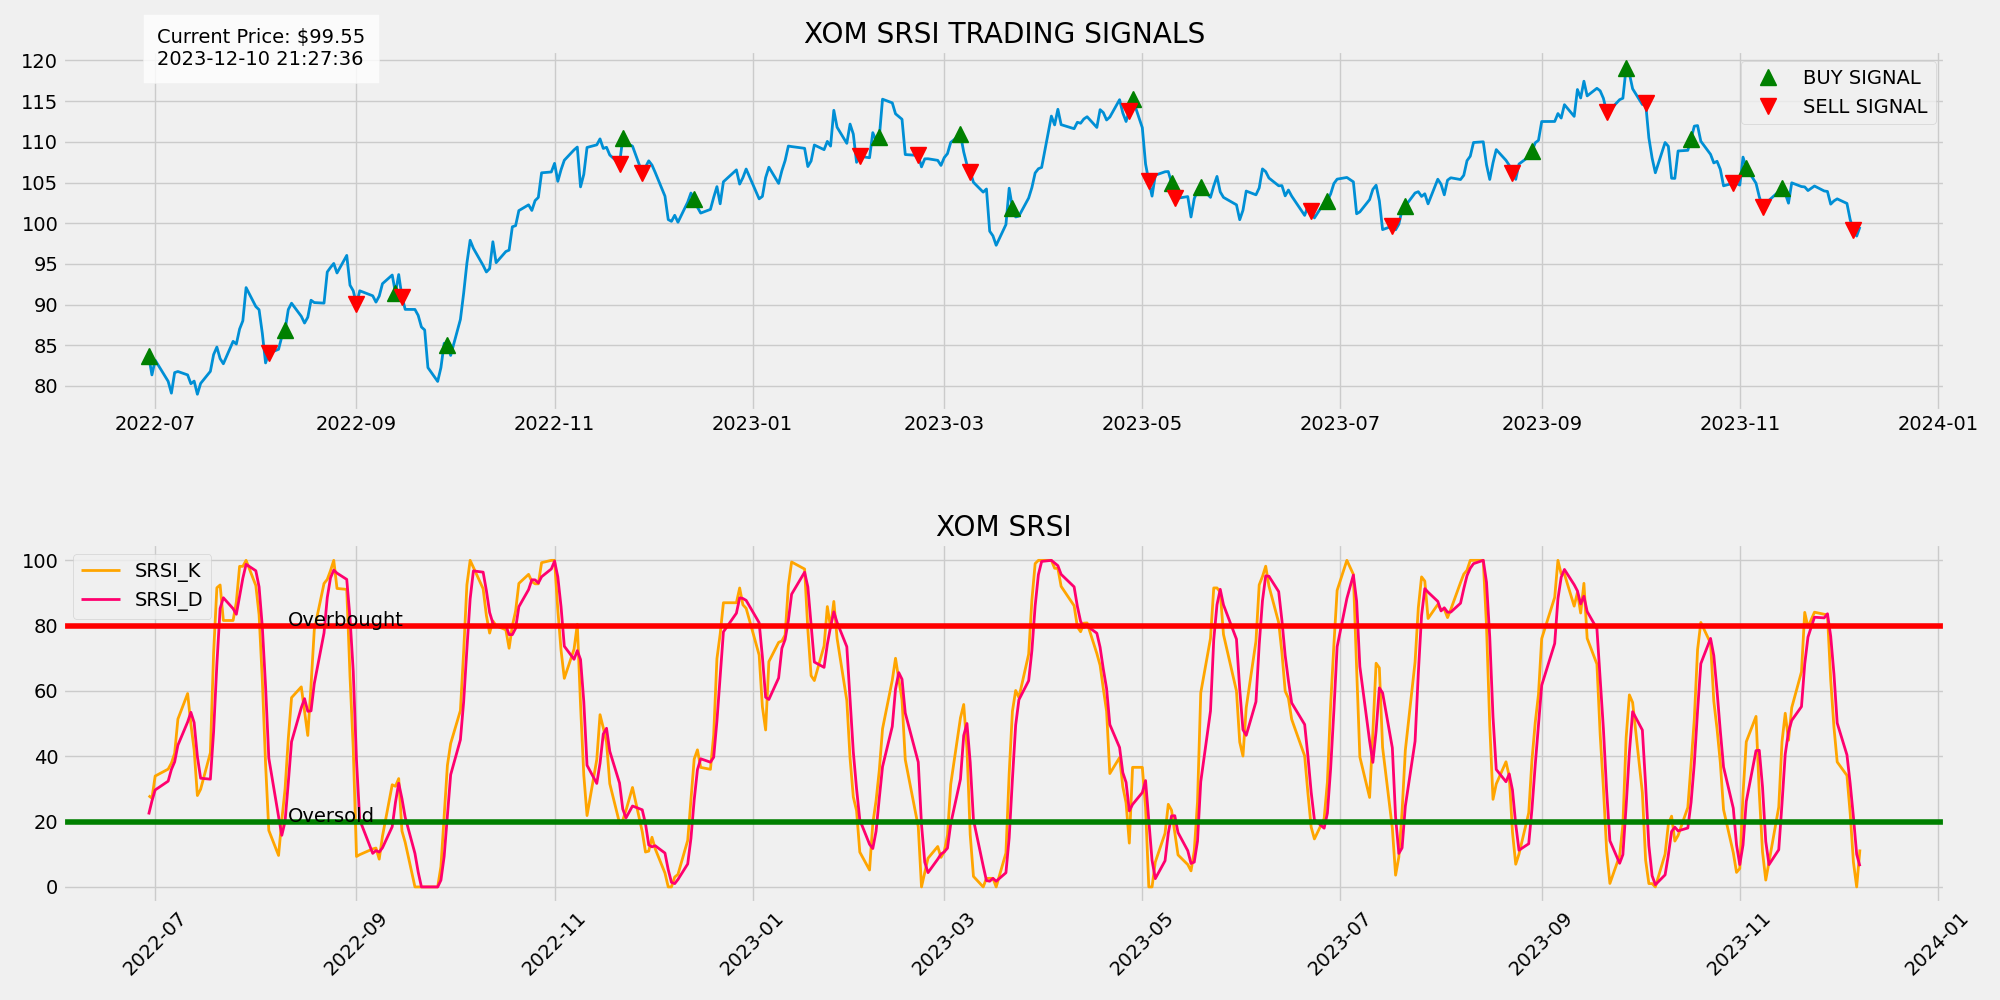 XOM SRSI TRADING SIGNALS
Current Price: $99.55
2023-12-10 21:27:36
BUY SIGNAL
SELL SIGNAL
120
115
110
105
100
95
90
85
80
2022-07 2022-09 2022-11 2023-01 2023-03 2023-05 2023-07 2023-09 2023-11 2024-01
XOM SRSI
SRSI_K
SRSI_D
Overbought
Oversold
100
80
60
40
20
0
2022-07 2022-09 2022-11 2023-01 2023-03 2023-05 2023-07 2023-09 2023-11 2024-01